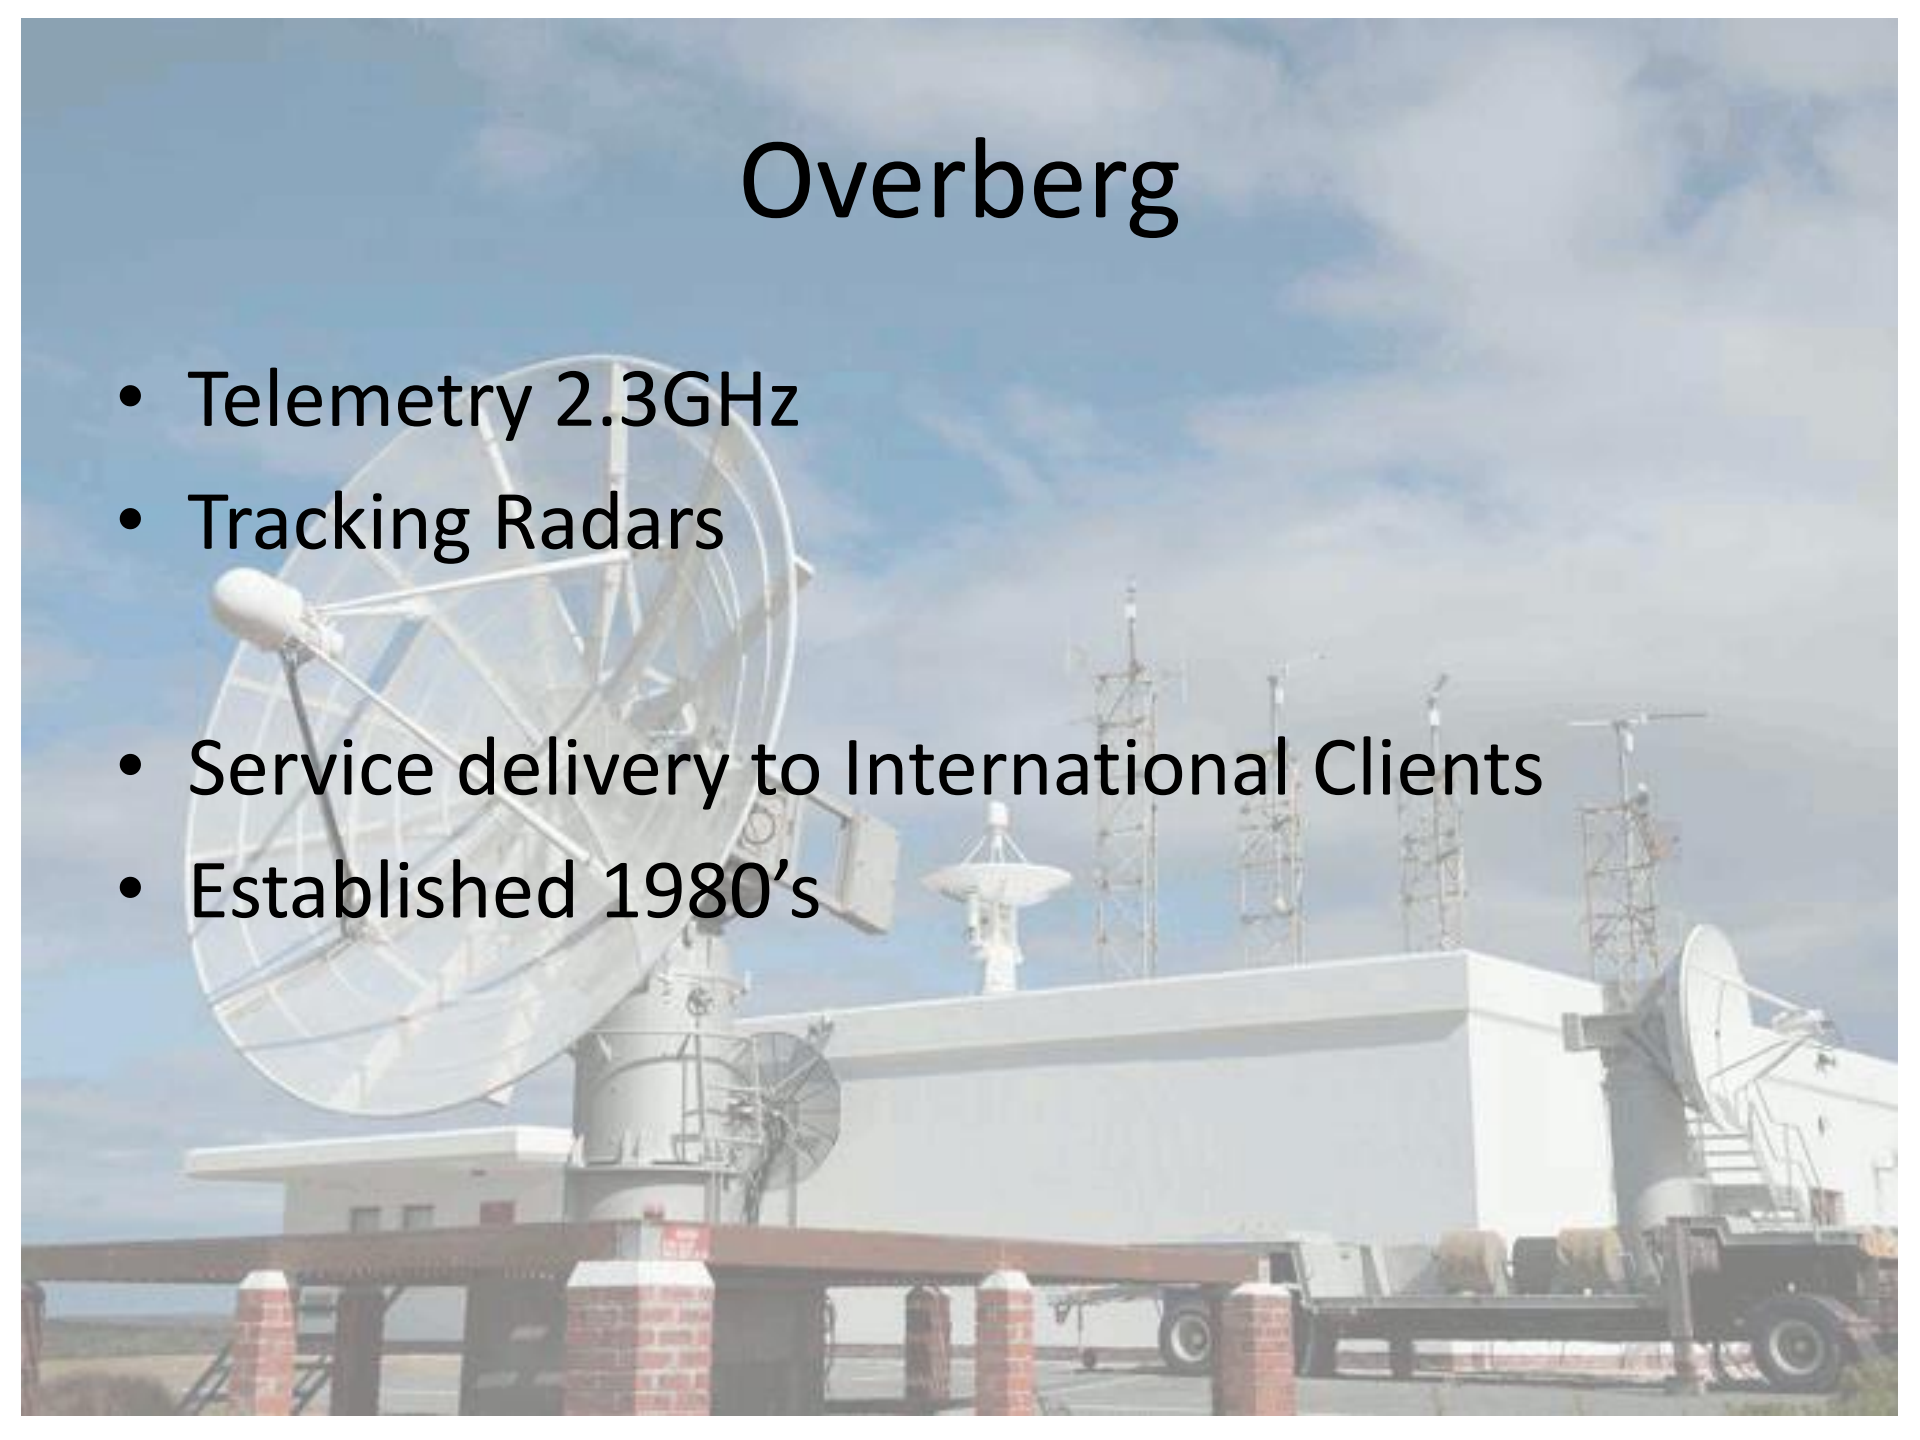 Overberg
• Telemetry 2.3GHz
• Tracking Radars
• Service delivery to International Clients
• Established 1980’s